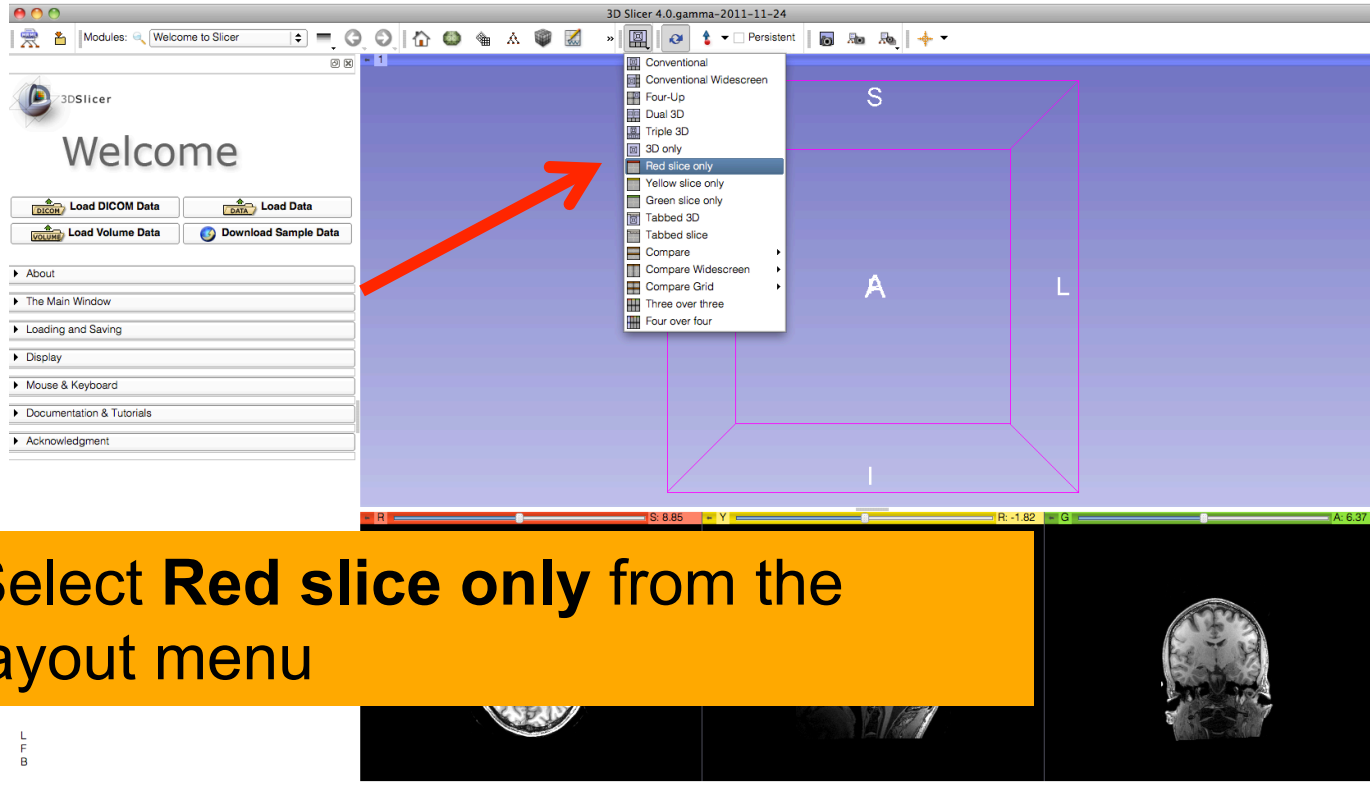 3D Slicer 4.0.gamma-2011-11-24
Modules: Welcome to Slicer » Persistent
1
3DSlicer
Welcome
DICOM Load DICOM Data DATA Load Data
VOLUME Load Volume Data Download Sample Data
About
The Main Window
Loading and Saving
Display
Mouse & Keyboard
Documentation & Tutorials
Acknowledgment
Conventional
Conventional Widescreen
Four-Up
Dual 3D
Triple 3D
3D only
Red slice only
Yellow slice only
Green slice only
Tabbed 3D
Tabbed slice
Compare
Compare Widescreen
Compare Grid
Three over three
Four over four
S
A
L
I
R S: 8.85 Y R: -1.82 G A: 6.37
Select Red slice only from the
ayout menu
L
F
B